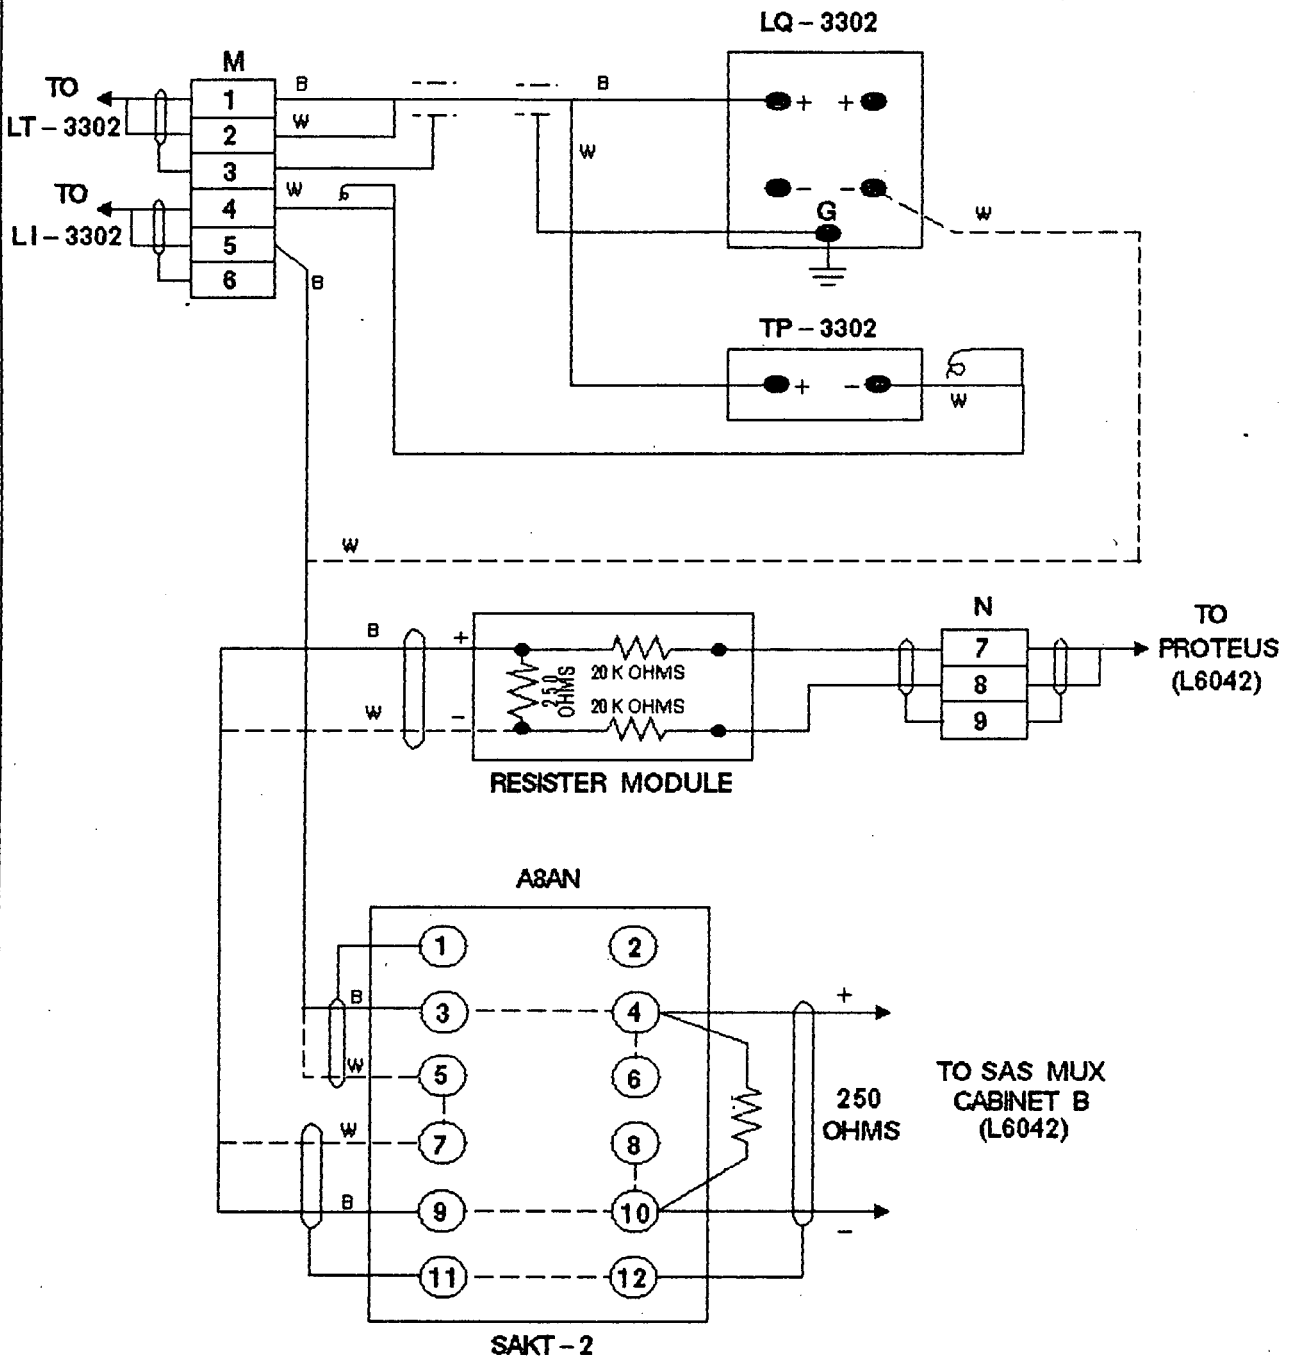 LQ – 3302
M
TO
LT – 3302
1
B
2
W
3
TO
LI – 3302
4
W
5
6
B
B
W
+ +
– –
G
W
TP – 3302
+ –
W
W
B
+
W
–
20 K OHMS
250
OHMS
20 K OHMS
RESISTER MODULE
N
7
8
9
TO
PROTEUS
(L6042)
A8AN
1 2
B
3 4
+
W
5 6
W
7 8
B
9 10
–
11 12
250
OHMS
TO SAS MUX
CABINET B
(L6042)
SAKT – 2